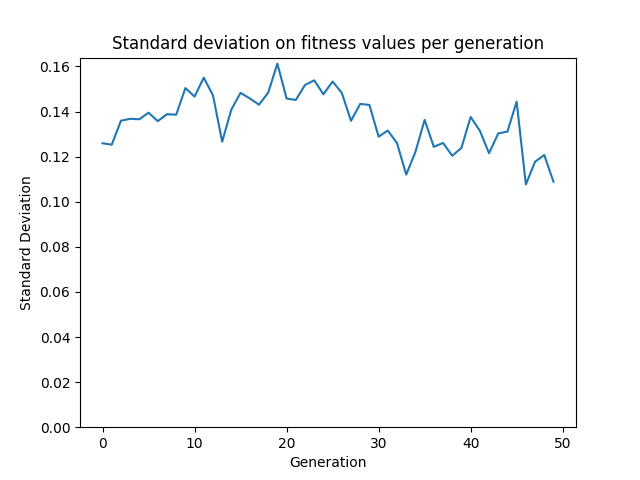 Standard deviation on fitness values per generation
0.16
0.14
0.12
0.10
0.08
0.06
0.04
0.02
0.00
Standard Deviation
0 10 20 30 40 50
Generation